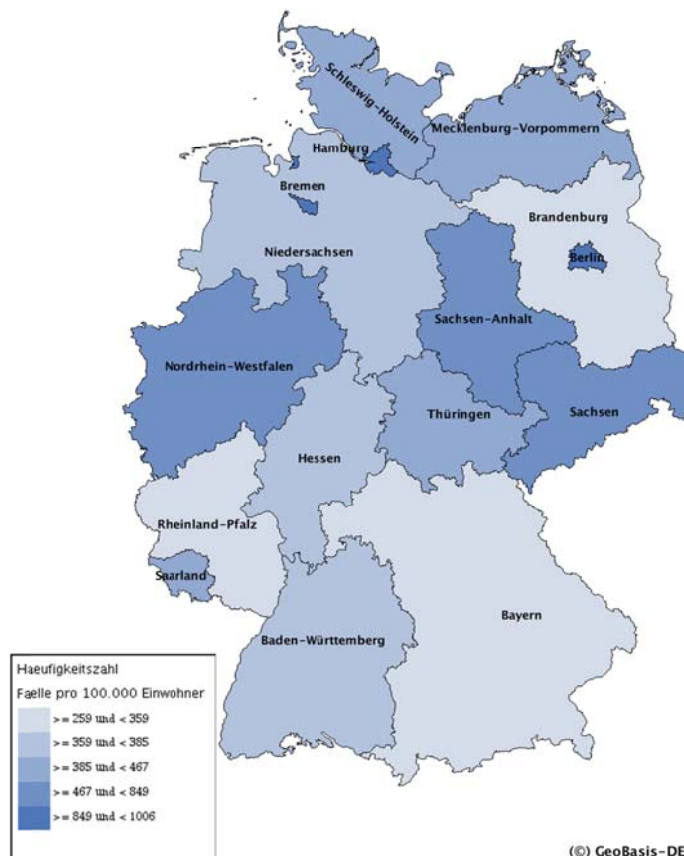 Schleswig-Holstein
Mecklenburg-Vorpommern
Hamburg
Bremen
Brandenburg
Berlin
Niedersachsen
Sachsen-Anhalt
Nordrhein-Westfalen
Thüringen
Sachsen
Hessen
Rheinland-Pfalz
Saarland
Bayern
Baden-Württemberg
Haeufigkeitszahl
Fælle pro 100.000 Einwohner
>= 259 und < 359
>= 359 und < 385
>= 385 und < 467
>= 467 und < 849
>= 849 und < 1006
(©) GeoBasis-DE